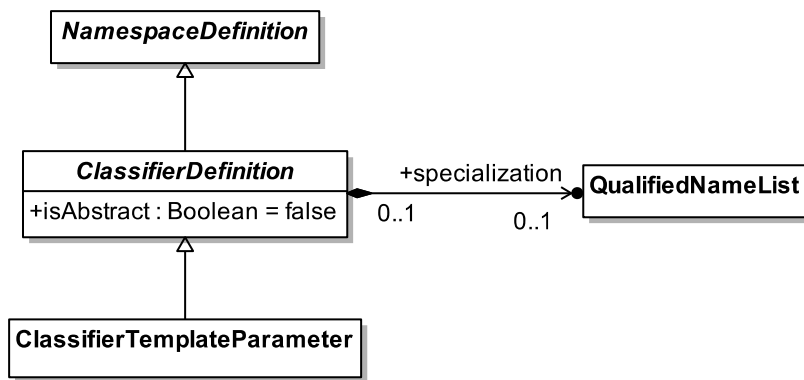 NamespaceDefinition
ClassifierDefinition
+isAbstract : Boolean = false
+specialization
0..1
0..1
QualifiedNameList
ClassifierTemplateParameter